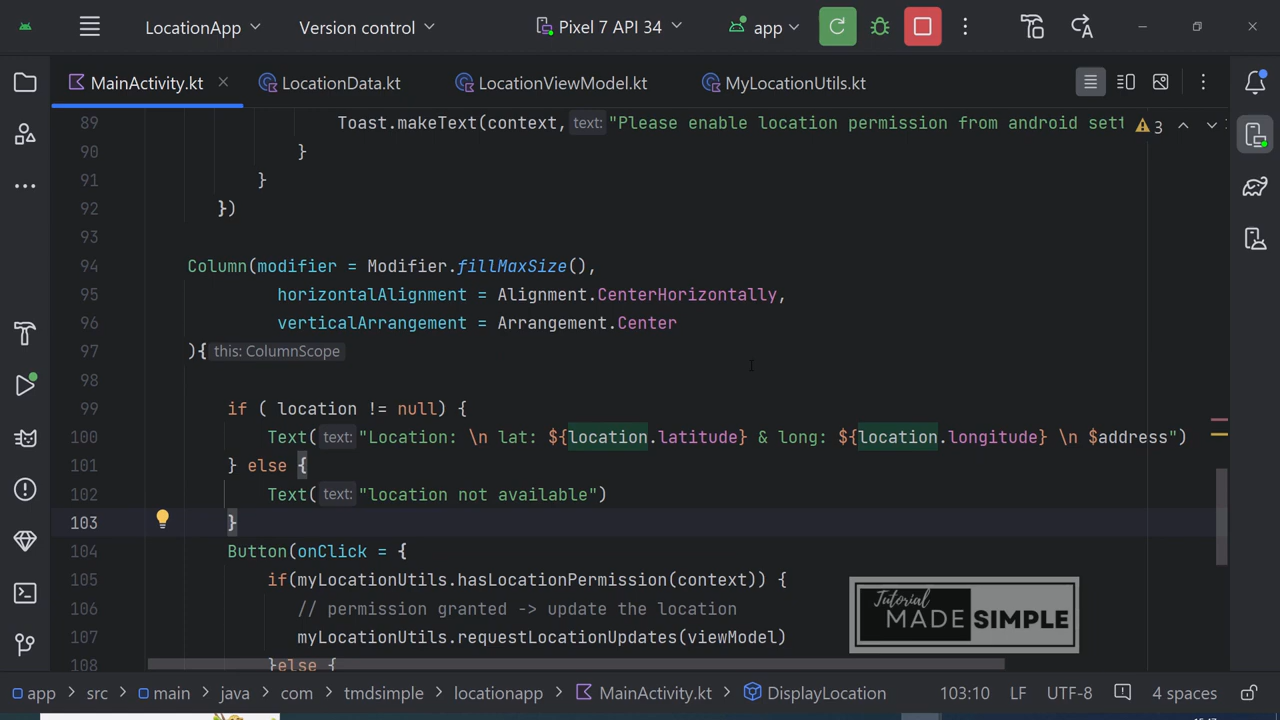 LocationApp Version control Pixel 7 API 34 app
MainActivity.kt LocationData.kt LocationViewModel.kt MyLocationUtils.kt
89 Toast.makeText(context, text: "Please enable location permission from android sett 3
90 }
91 }
92 })
93
94 Column(modifier = Modifier.fillMaxSize(),
95 horizontalAlignment = Alignment.CenterHorizontally,
96 verticalArrangement = Arrangement.Center
97 ){ this: ColumnScope
98
99 if ( location != null) {
100 Text( text: "Location: \n lat: ${location.latitude} & long: ${location.longitude} \n $address")
101 } else {
102 Text( text: "location not available")
103 }
104 Button(onClick = {
105 if(myLocationUtils.hasLocationPermission(context)) {
106 // permission granted -> update the location
107 myLocationUtils.requestLocationUpdates(viewModel)
108 }else {
Tutorial
MADE SIMPLE
app > src > main > java > com > tmdsimple > locationapp > MainActivity.kt > DisplayLocation 103:10 LF UTF-8 4 spaces